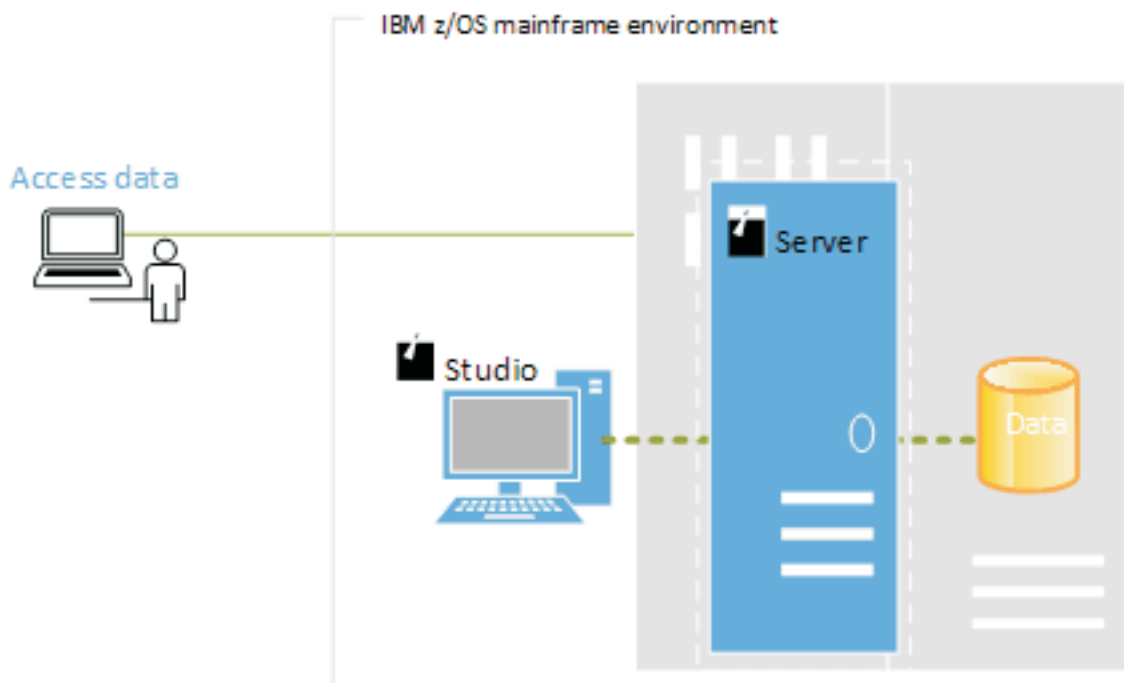 IBM z/OS mainframe environment
Access data
Server
Studio
Data